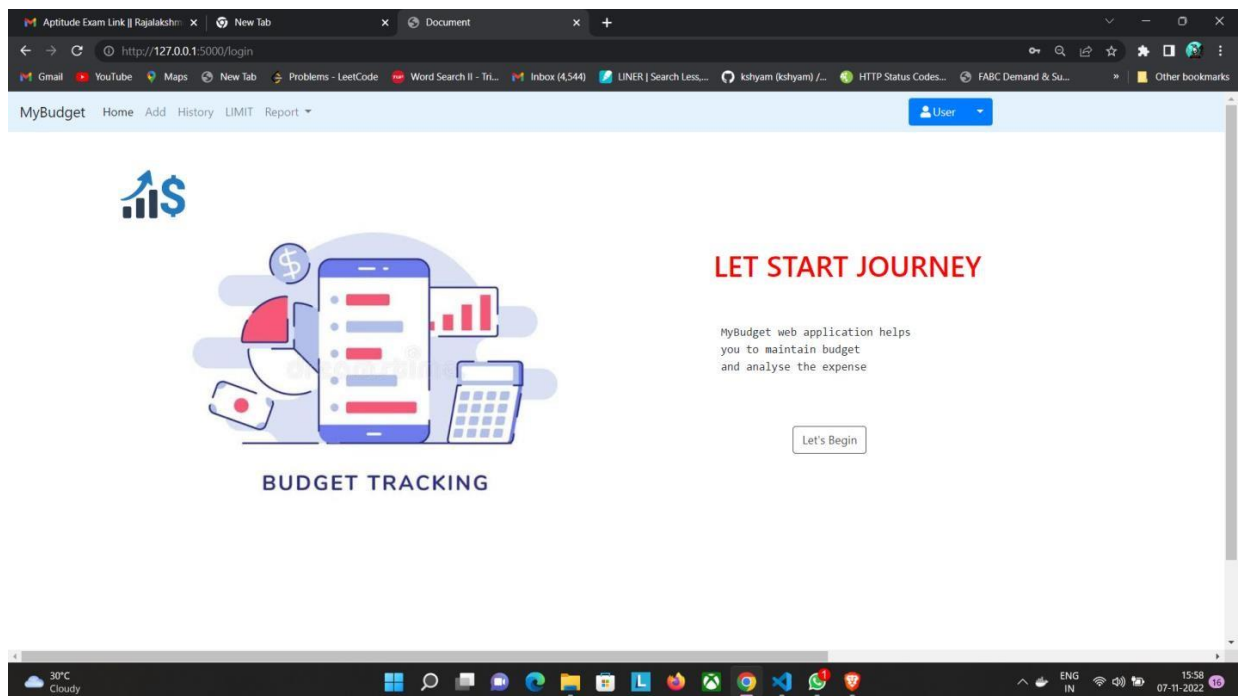 Aptitude Exam Link || Rajalakshm
New Tab
Document
http://127.0.0.1:5000/login
Gmail
YouTube
Maps
New Tab
Problems - LeetCode
Word Search II - Tri...
Inbox (4,544)
LINER | Search Less,...
kshyam (kshyam) /...
HTTP Status Codes...
FABC Demand & Su...
»
Other bookmarks
MyBudget Home Add History LIMIT Report
User
$
$
LET START JOURNEY
MyBudget web application helps
you to maintain budget
and analyse the expense
dreamstime
Let's Begin
BUDGET TRACKING
30°C
Cloudy
L
ENG
IN
15:58
07-11-2022
16